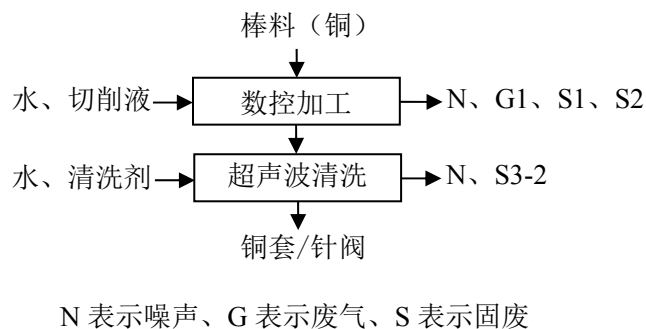 棒料（铜）
水、切削液
数控加工
N、G1、S1、S2
水、清洗剂
超声波清洗
N、S3-2
铜套/针阀
N 表示噪声、G 表示废气、S 表示固废